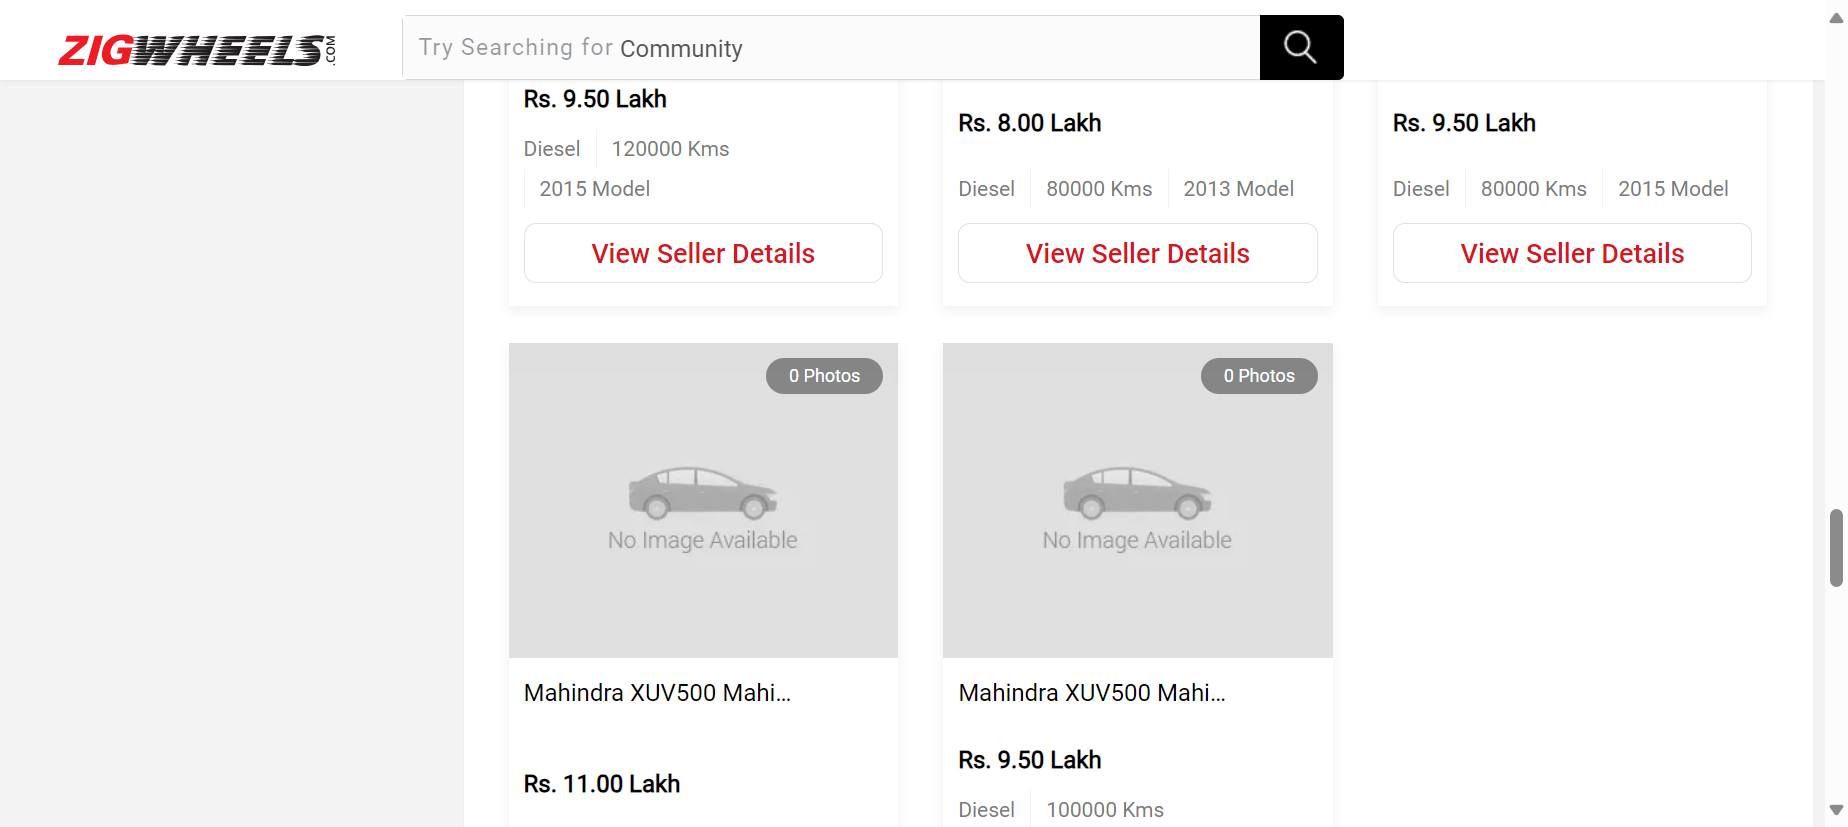 ZIGWHEELS.COM
Try Searching for Community
Rs. 9.50 Lakh
Diesel 120000 Kms
2015 Model
View Seller Details
Rs. 8.00 Lakh
Diesel 80000 Kms 2013 Model
View Seller Details
Rs. 9.50 Lakh
Diesel 80000 Kms 2015 Model
View Seller Details
0 Photos
No Image Available
Mahindra XUV500 Mahi...
Rs. 11.00 Lakh
0 Photos
No Image Available
Mahindra XUV500 Mahi...
Rs. 9.50 Lakh
Diesel 100000 Kms